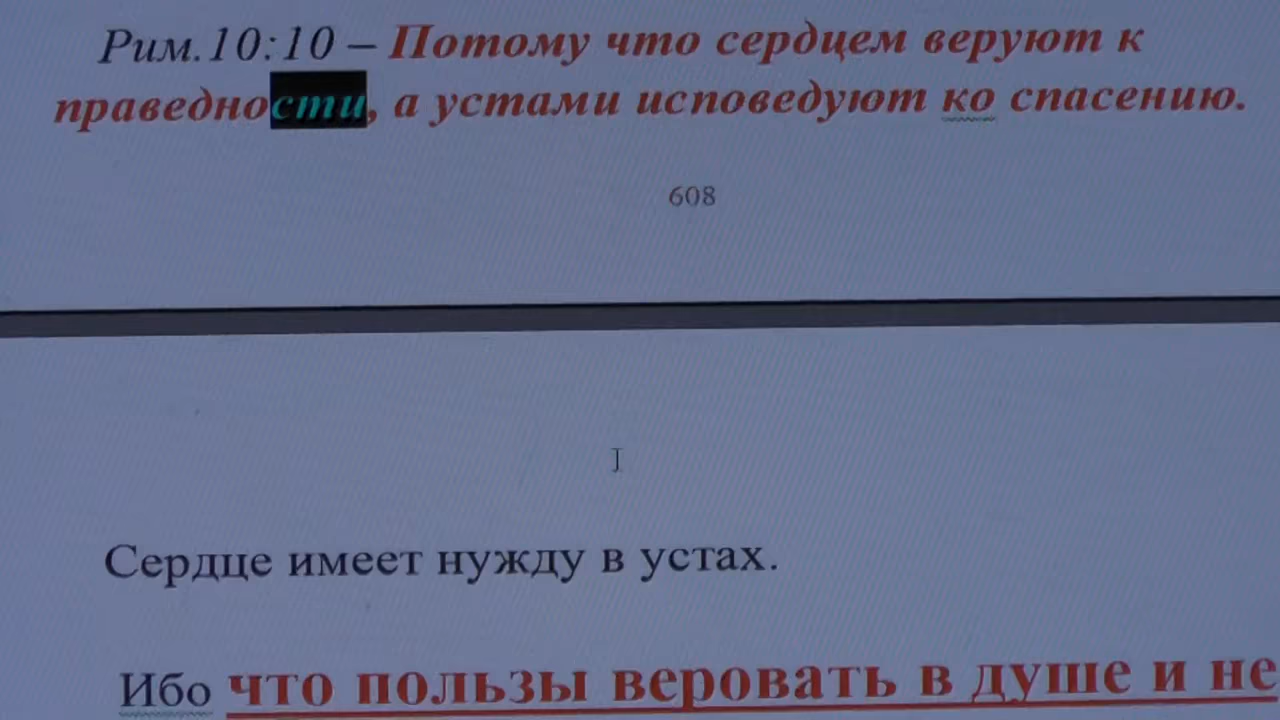 Рим.10:10 – Потому что сердцем веруют к
праведности, а устами исповедуют ко спасению.
608
Сердце имеет нужду в устах.
Ибо что пользы веровать в душе и не